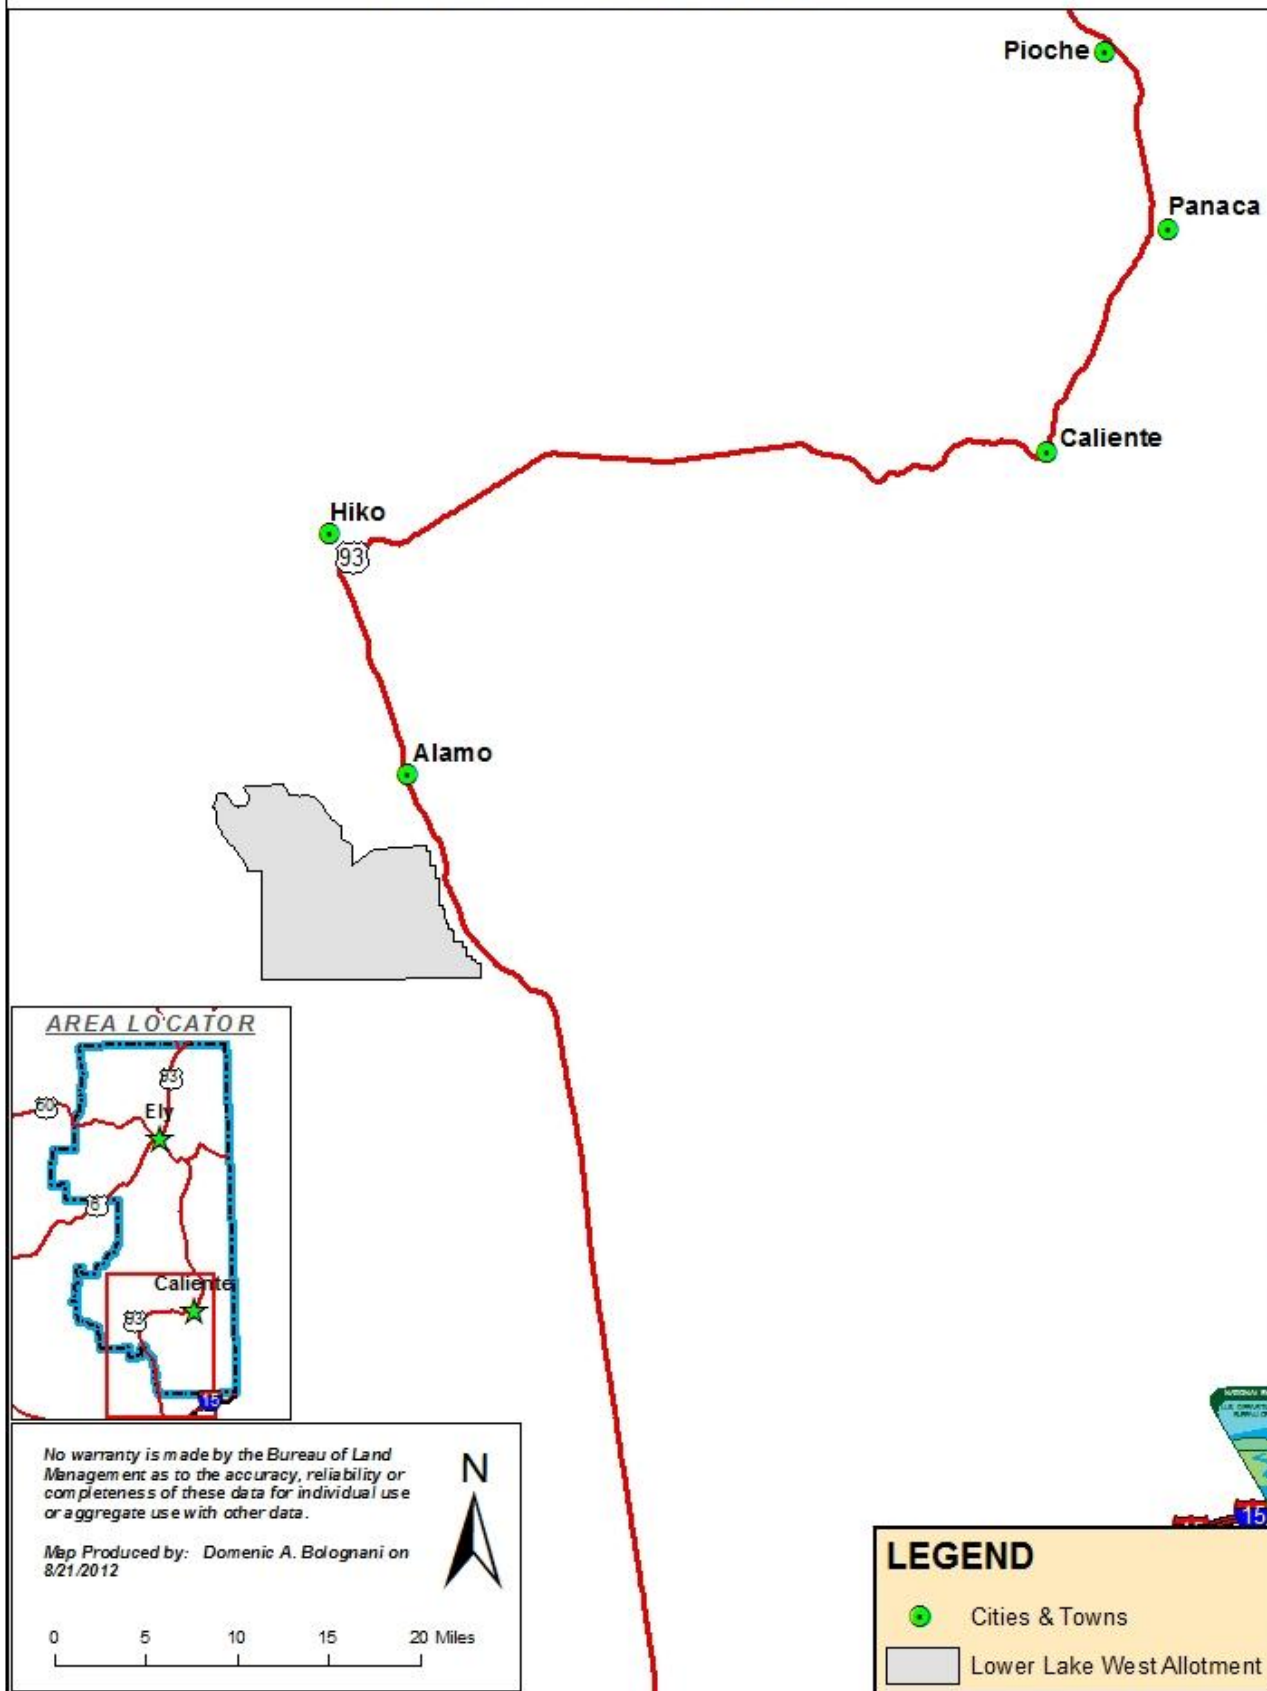 Pioche
Panaca
Caliente
Hiko
93
Alamo
AREA LOCATOR
93
50
Ely
6
Caliente
93
15
No warranty is made by the Bureau of Land
Management as to the accuracy, reliability or
completeness of these data for individual use
or aggregate use with other data.
Map Produced by: Domenic A. Bolognani on
8/21/2012
N
0 5 10 15 20 Miles
NATIONAL
15
LEGEND
Cities & Towns
Lower Lake West Allotment